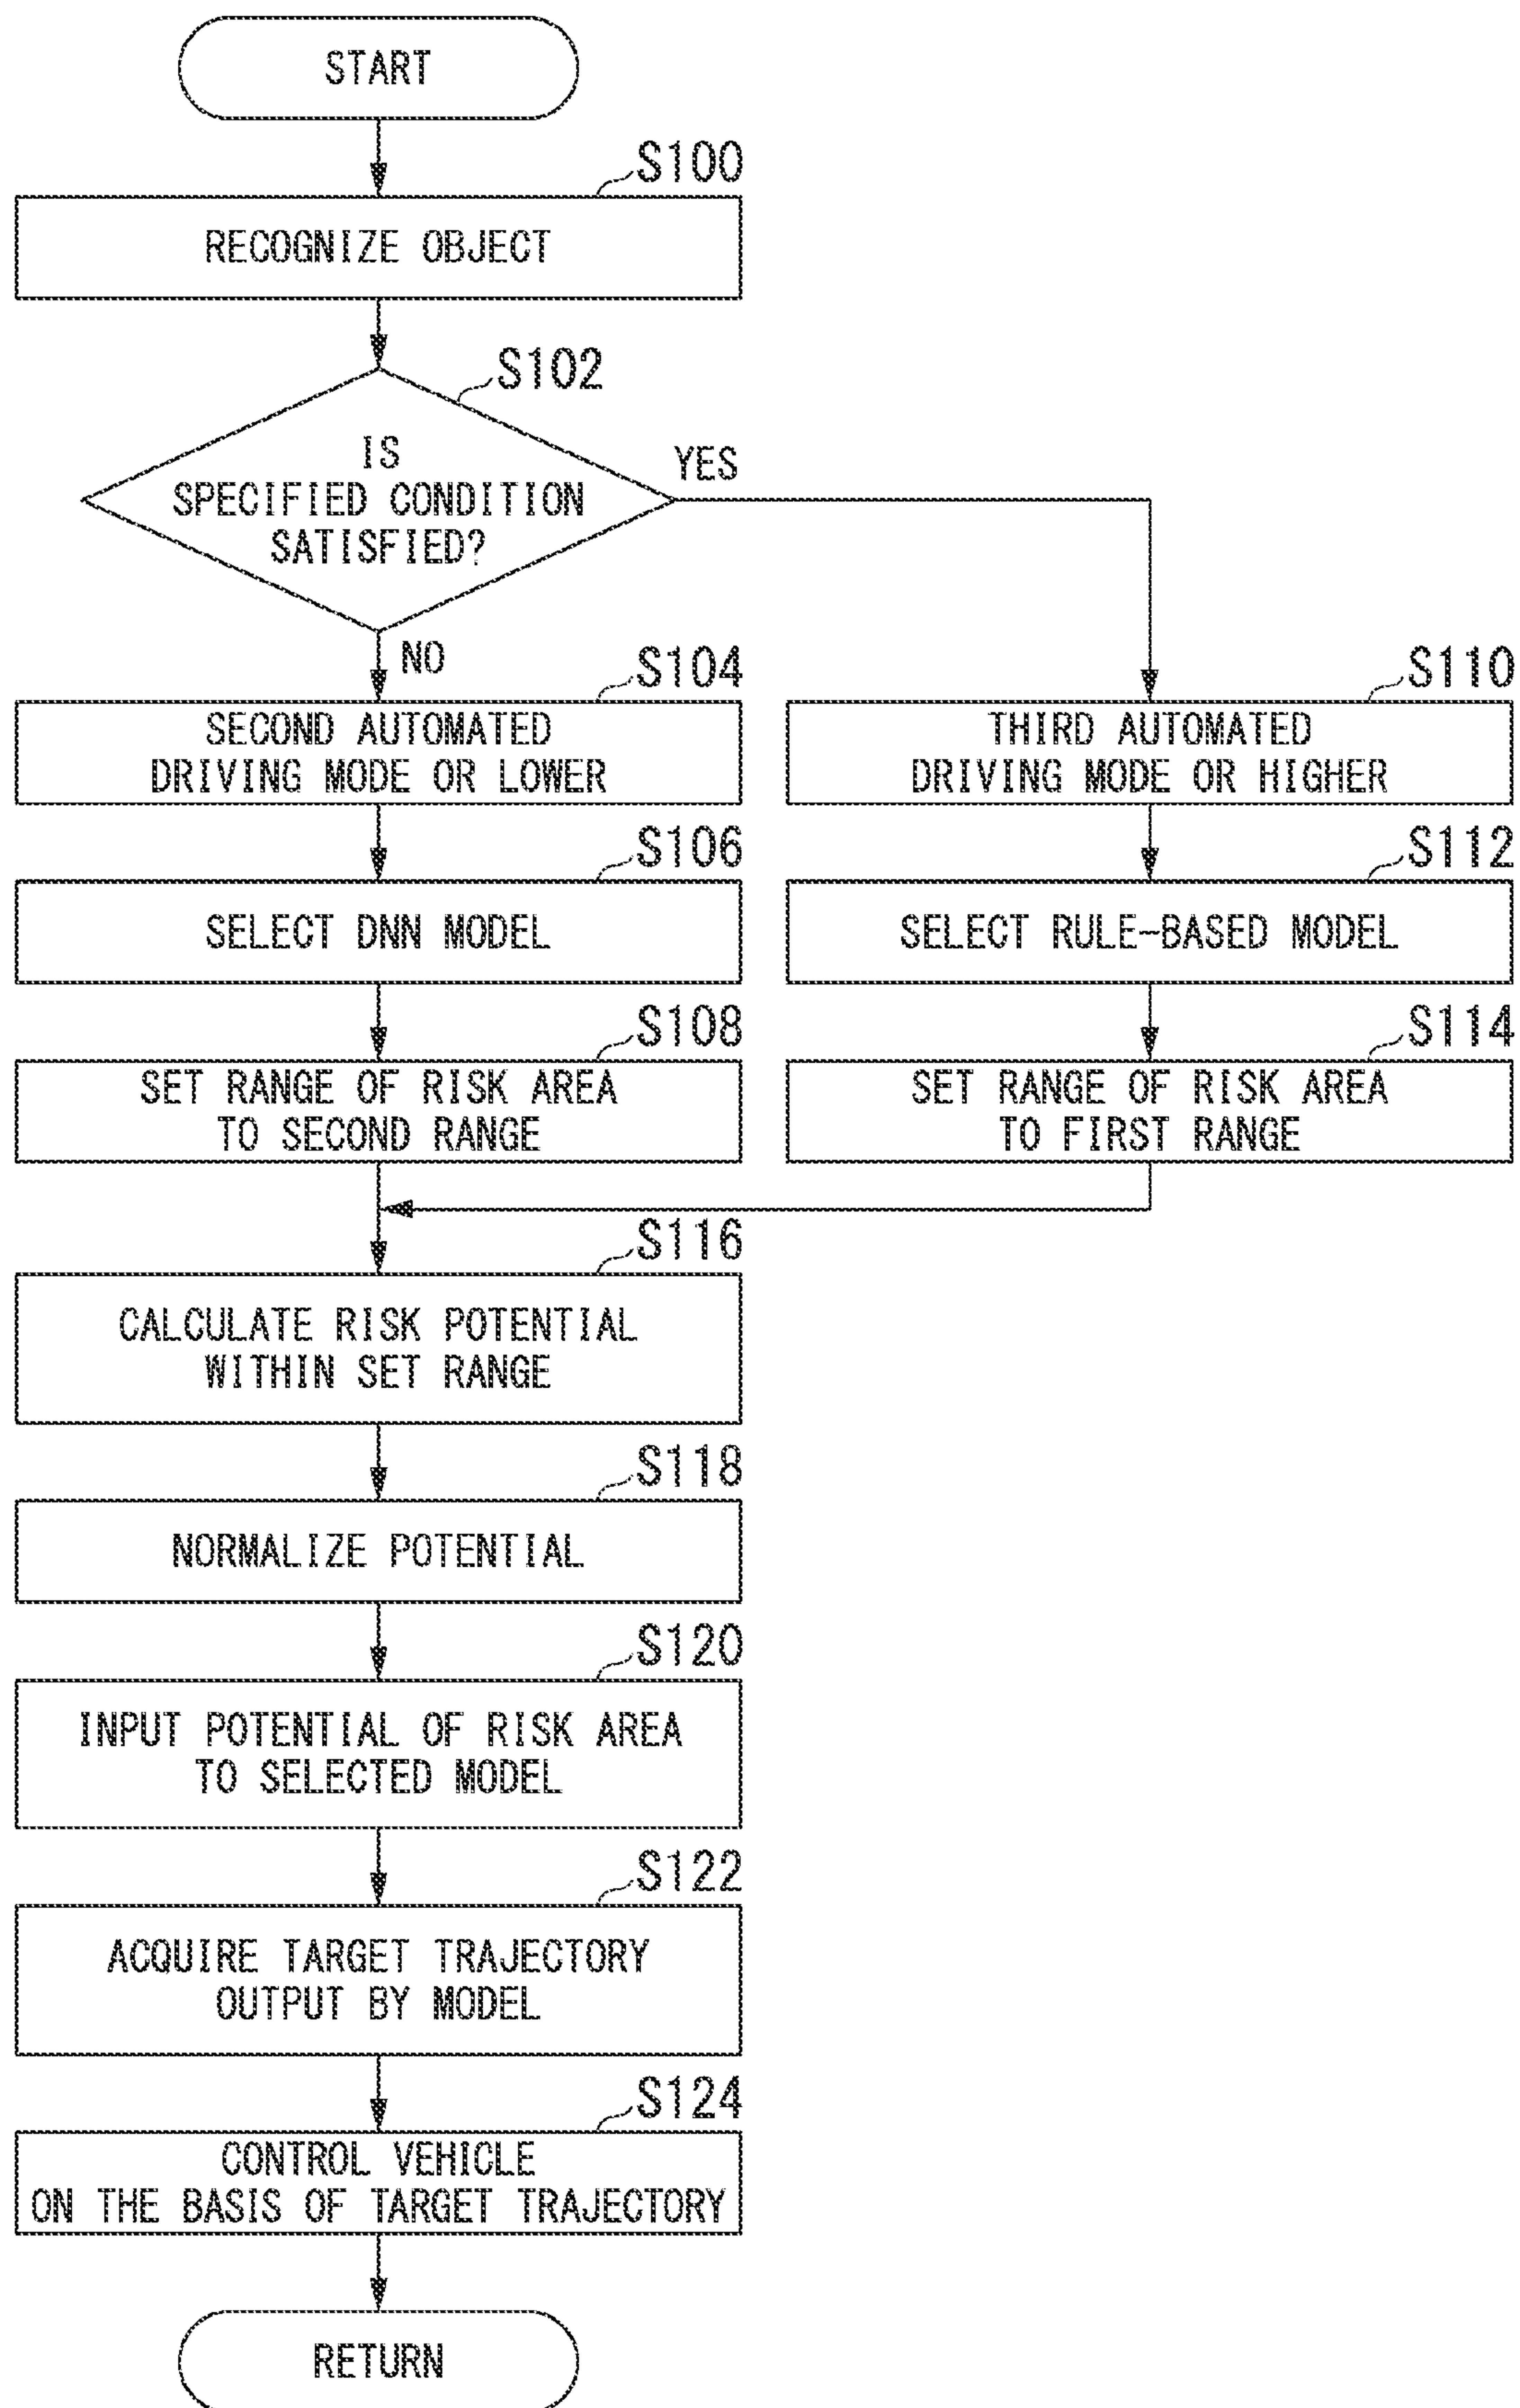 START
S100
RECOGNIZE OBJECT
S102
IS
SPECIFIED CONDITION
SATISFIED?
YES
NO
S104
SECOND AUTOMATED
DRIVING MODE OR LOWER
S110
THIRD AUTOMATED
DRIVING MODE OR HIGHER
S106
SELECT DNN MODEL
S112
SELECT RULE-BASED MODEL
S108
SET RANGE OF RISK AREA
TO SECOND RANGE
S114
SET RANGE OF RISK AREA
TO FIRST RANGE
S116
CALCULATE RISK POTENTIAL
WITHIN SET RANGE
S118
NORMALIZE POTENTIAL
S120
INPUT POTENTIAL OF RISK AREA
TO SELECTED MODEL
S122
ACQUIRE TARGET TRAJECTORY
OUTPUT BY MODEL
S124
CONTROL VEHICLE
ON THE BASIS OF TARGET TRAJECTORY
RETURN